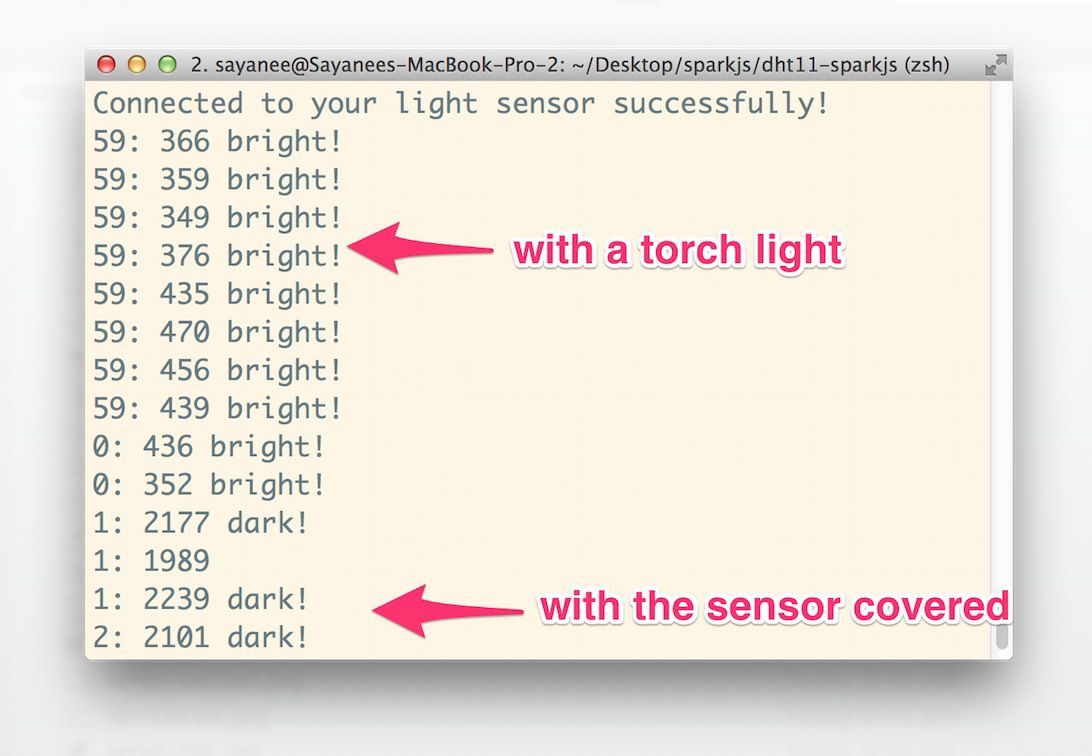 2. sayanee@Sayanees-MacBook-Pro-2: ~/Desktop/sparkjs/dht11-sparkjs (zsh)
Connected to your light sensor successfully!
59: 366 bright!
59: 359 bright!
59: 349 bright!
59: 376 bright!
with a torch light
59: 435 bright!
59: 470 bright!
59: 456 bright!
59: 439 bright!
0: 436 bright!
0: 352 bright!
1: 2177 dark!
1: 1989
1: 2239 dark!
with the sensor covered
2: 2101 dark!